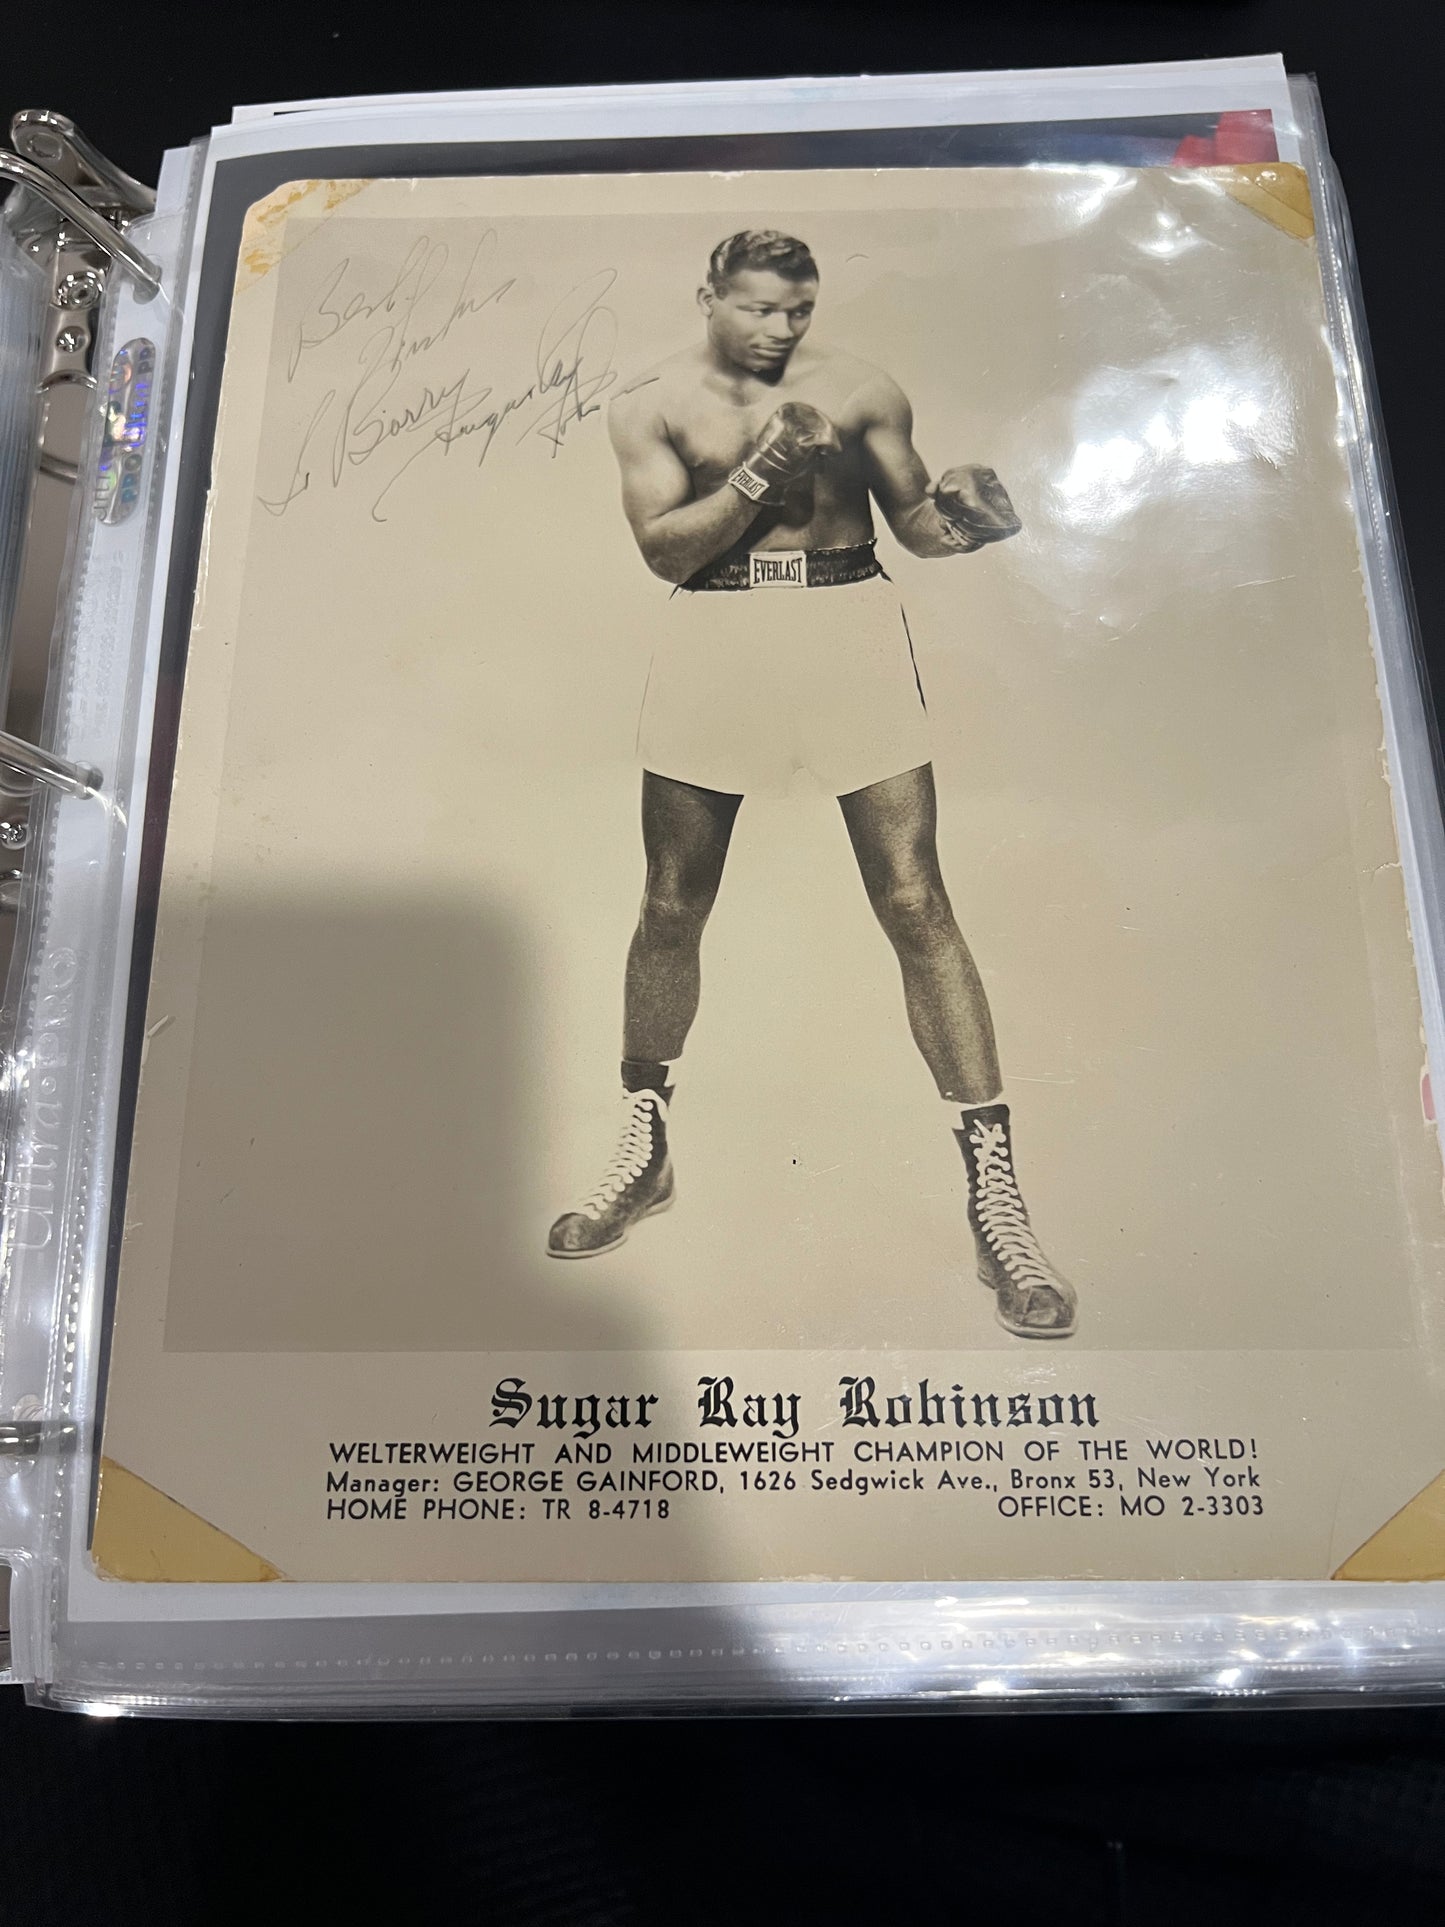 Best
Wishes
to Barry
Sugar Ray
Robinson
EVERLAST
EVERLAST
Sugar Ray Robinson
WELTERWEIGHT AND MIDDLEWEIGHT CHAMPION OF THE WORLD!
Manager: GEORGE GAINFORD, 1626 Sedgwick Ave., Bronx 53, New York
HOME PHONE: TR 8-4718 OFFICE: MO 2-3303
Ultra·PRO